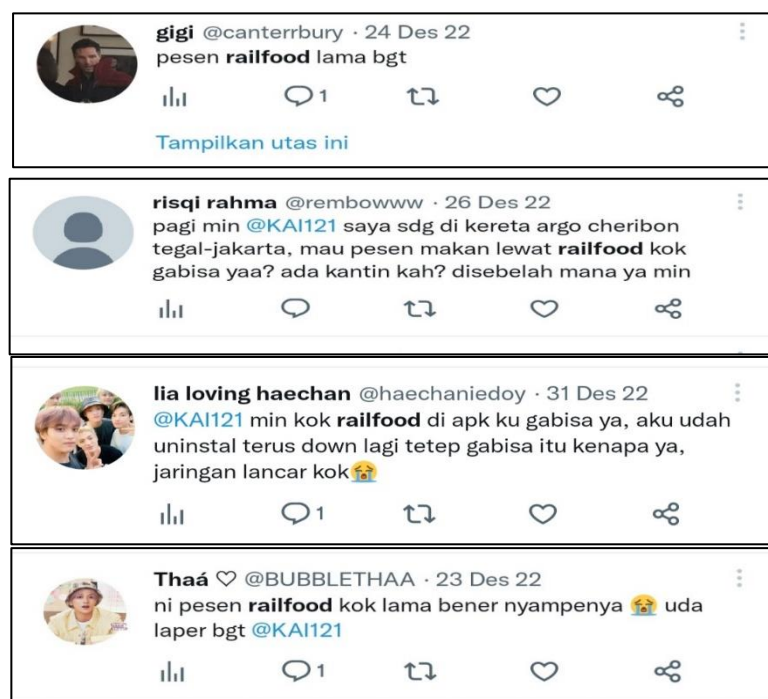 gigi @canterrbury · 24 Des 22
pesen railfood lama bgt
1
Tampilkan utas ini
risqi rahma @rembowww · 26 Des 22
pagi min @KAI121 saya sdg di kereta argo cheribon
tegal-jakarta, mau pesen makan lewat railfood kok
gabisa yaa? ada kantin kah? disebelah mana ya min
lia loving haechan @haechaniedoy · 31 Des 22
@KAI121 min kok railfood di apk ku gabisa ya, aku udah
uninstal terus down lagi tetep gabisa itu kenapa ya,
jaringan lancar kok😭
1
Thaá ♡ @BUBBLETHAA · 23 Des 22
ni pesen railfood kok lama bener nyampenya 😭 uda
laper bgt @KAI121
1